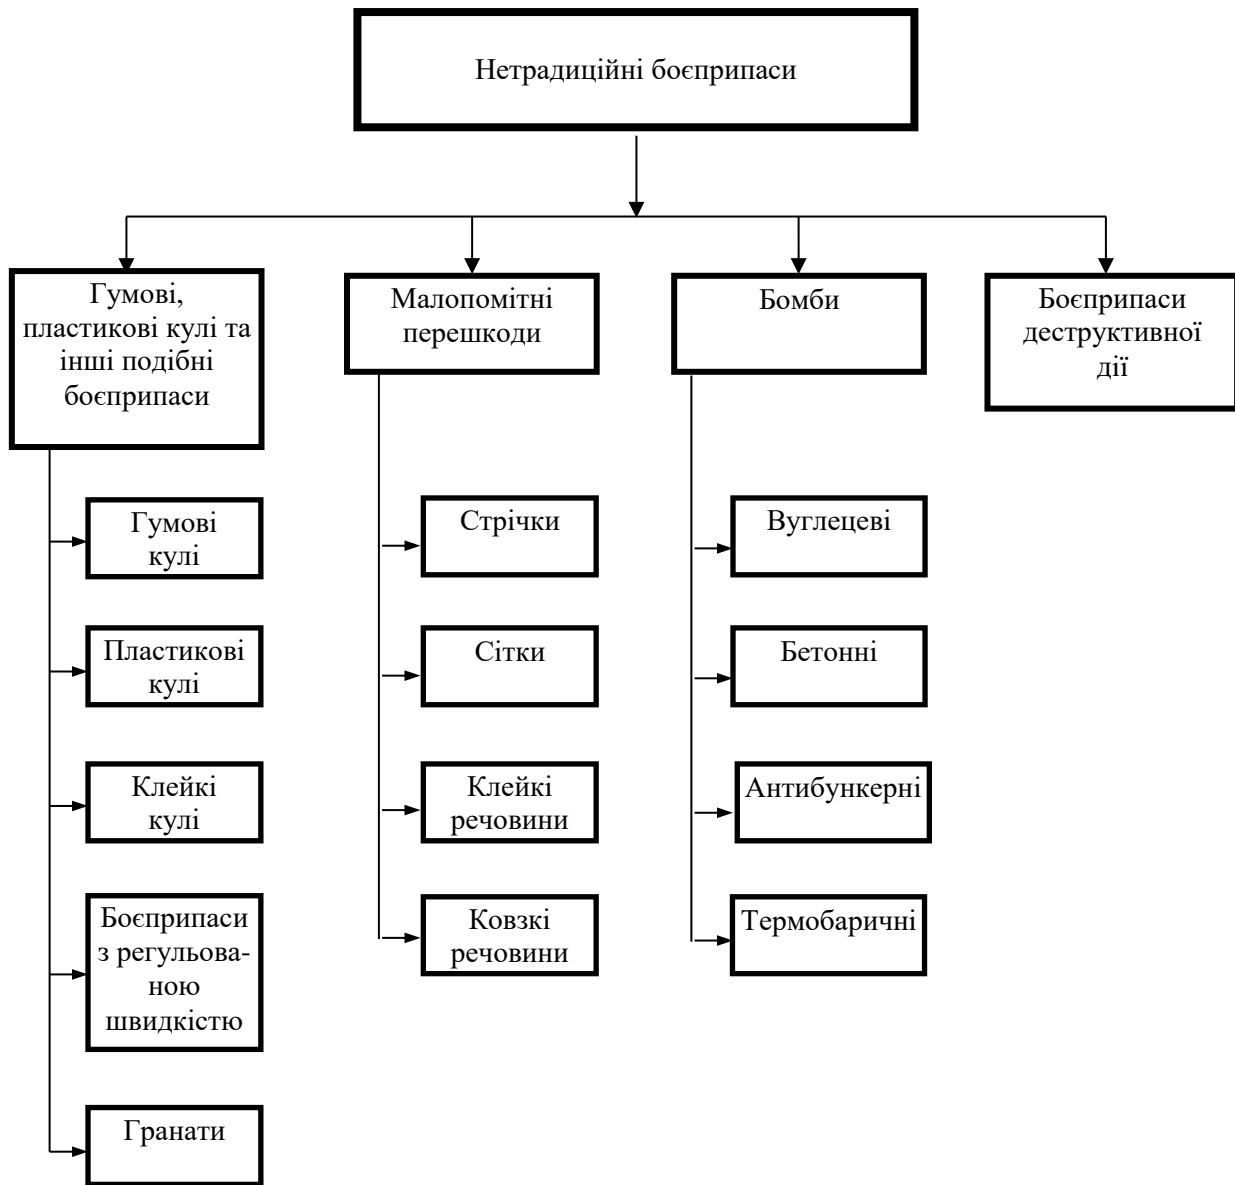 Нетрадиційні боєприпаси
Гумові,
пластикові кулі та
інші подібні
боєприпаси
Малопомітні
перешкоди
Бомби
Боєприпаси
деструктивної
дії
Гумові
кулі
Пластикові
кулі
Клейкі
кулі
Боєприпаси
з регульова-
ною
швидкістю
Гранати
Стрічки
Сітки
Клейкі
речовини
Ковзкі
речовини
Вуглецеві
Бетонні
Антибункерні
Термобаричні